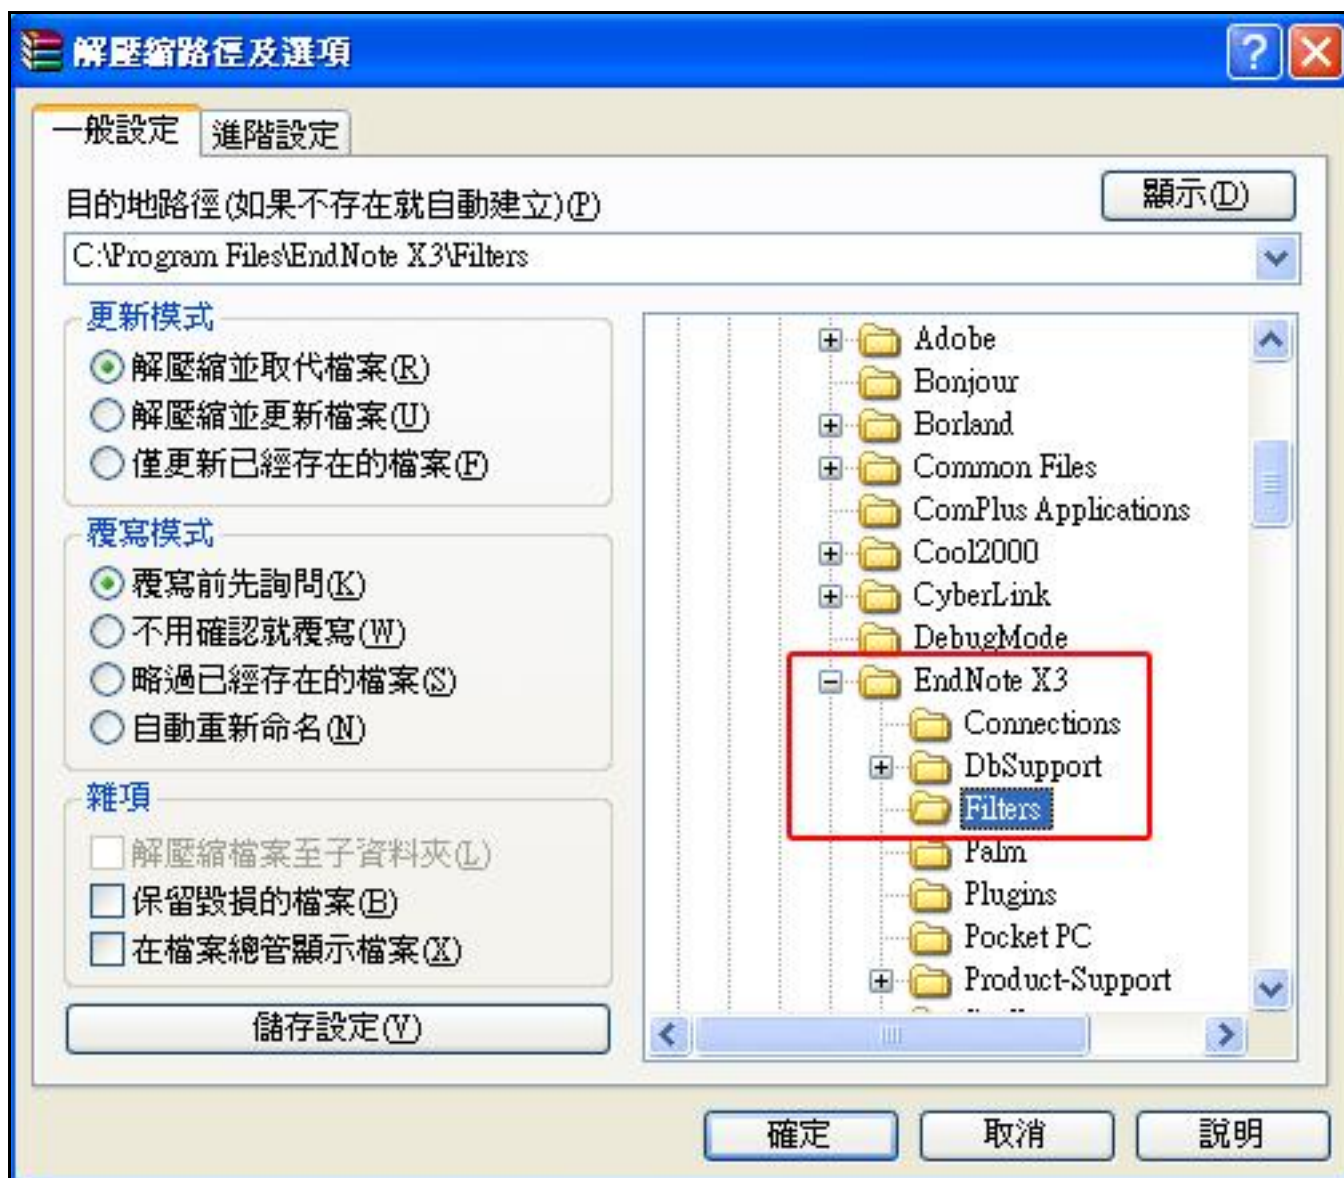 解壓縮路徑及選項
一般設定
進階設定
目的地路徑(如果不存在就自動建立)(P)
顯示(D)
C:\Program Files\EndNote X3\Filters
更新模式
解壓縮並取代檔案(R)
解壓縮並更新檔案(U)
僅更新已經存在的檔案(F)
覆寫模式
覆寫前先詢問(K)
不用確認就覆寫(W)
略過已經存在的檔案(S)
自動重新命名(N)
雜項
解壓縮檔案至子資料夾(L)
保留毀損的檔案(B)
在檔案總管顯示檔案(X)
儲存設定(V)
Adobe
Bonjour
Borland
Common Files
ComPlus Applications
Cool2000
CyberLink
DebugMode
EndNote X3
Connections
DbSupport
Filters
Palm
Plugins
Pocket PC
Product-Support
確定
取消
說明